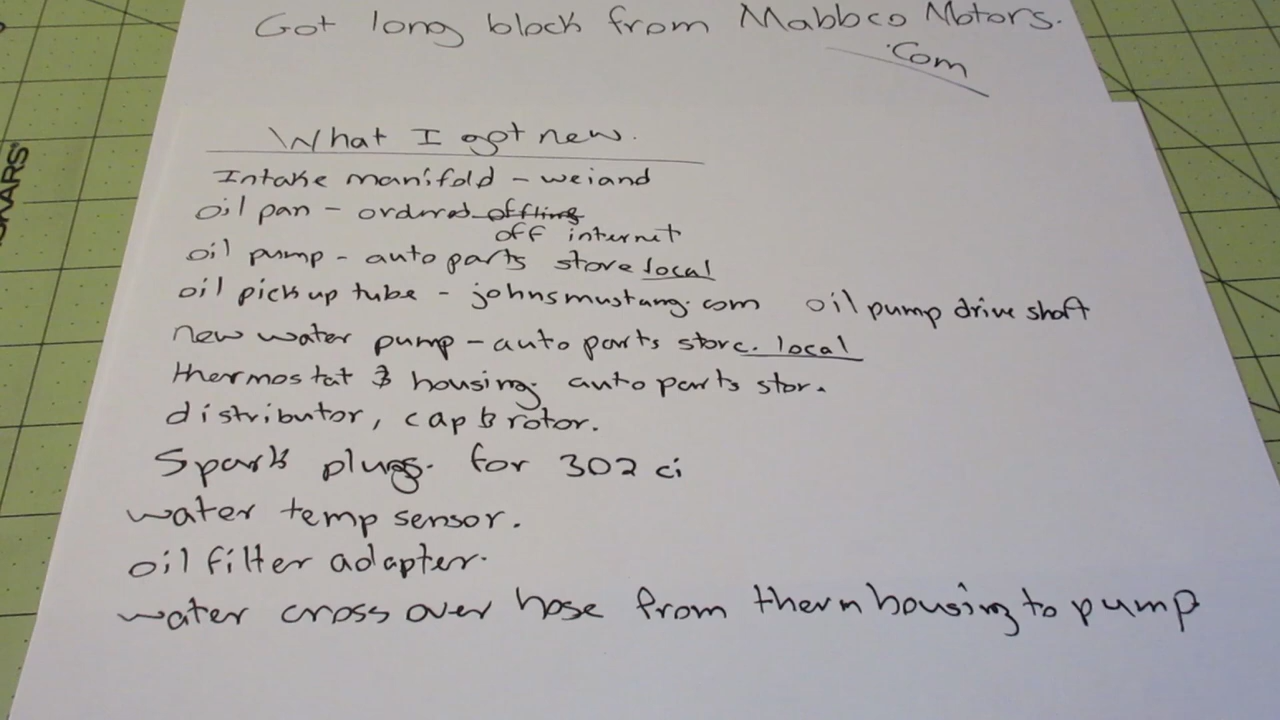 Got long block from Mabbco Motors.
.Com
What I got new.
Intake manifold - weiand
oil pan - ordered offling
off internet
oil pump - auto parts store local
oil pick up tube - johnsmustang.com oil pump drive shaft
new water pump - auto parts store. local
thermostat & housing. auto parts stor.
distributor, cap & rotor.
Spark plugs. for 302 ci
water temp sensor.
oil filter adapter.
water cross over hose from therm housing to pump
SKARS